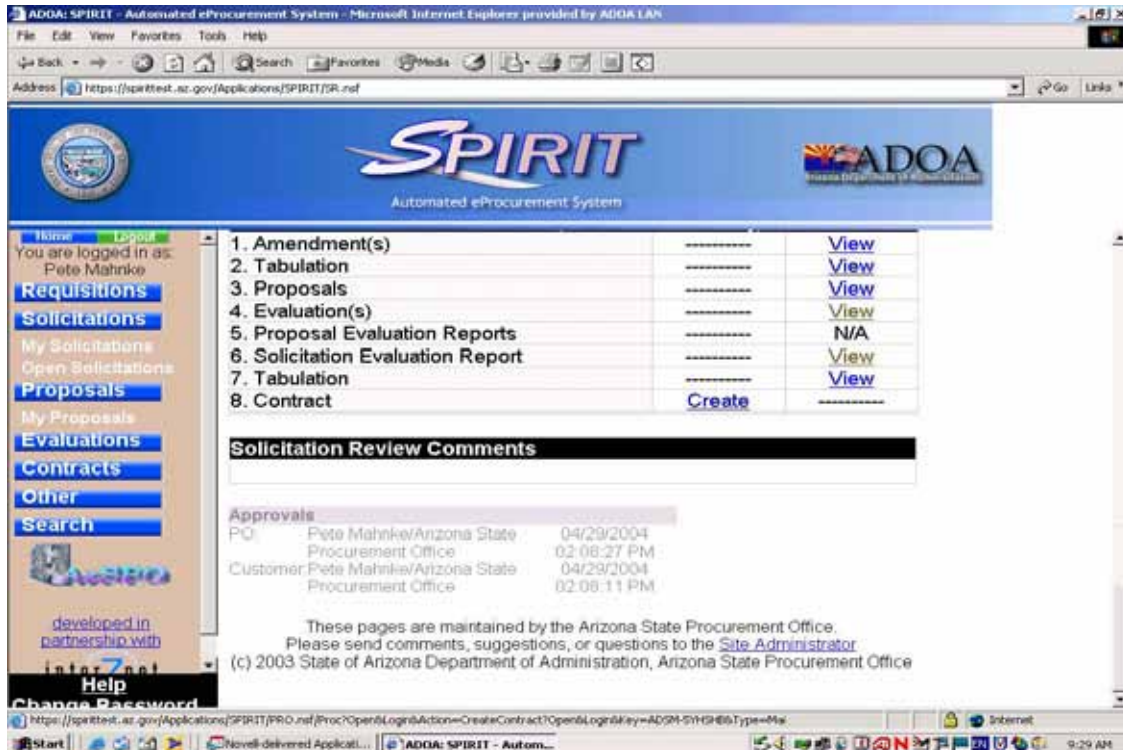 ADOA: SPIRIT - Automated eProcurement System - Microsoft Internet Explorer provided by ADOA LAN
File Edit View Favorites Tools Help
Back Search Favorites Media
Address https://spirittest.az.gov/Applications/SPIRIT/SR.nsf Go Links
SPIRIT
Automated eProcurement System
ADOA
Arizona Department of Administration
Home Logout
You are logged in as:
Pete Mahnke
Requisitions
Solicitations
My Solicitations
Open Solicitations
Proposals
My Proposals
Evaluations
Contracts
Other
Search
developed in
partnership with
Help
Change Password
1. Amendment(s) ---------- View
2. Tabulation ---------- View
3. Proposals ---------- View
4. Evaluation(s) ---------- View
5. Proposal Evaluation Reports ---------- N/A
6. Solicitation Evaluation Report ---------- View
7. Tabulation ---------- View
8. Contract Create ----------
Solicitation Review Comments
Approvals
PO: Pete Mahnke/Arizona State 04/29/2004
Procurement Office 02:08:27 PM
Customer: Pete Mahnke/Arizona State 04/29/2004
Procurement Office 02:08:11 PM
These pages are maintained by the Arizona State Procurement Office.
Please send comments, suggestions, or questions to the Site Administrator
(c) 2003 State of Arizona Department of Administration, Arizona State Procurement Office
Internet
Start Novell-delivered Applicati... ADOA: SPIRIT - Autom... 9:29 AM